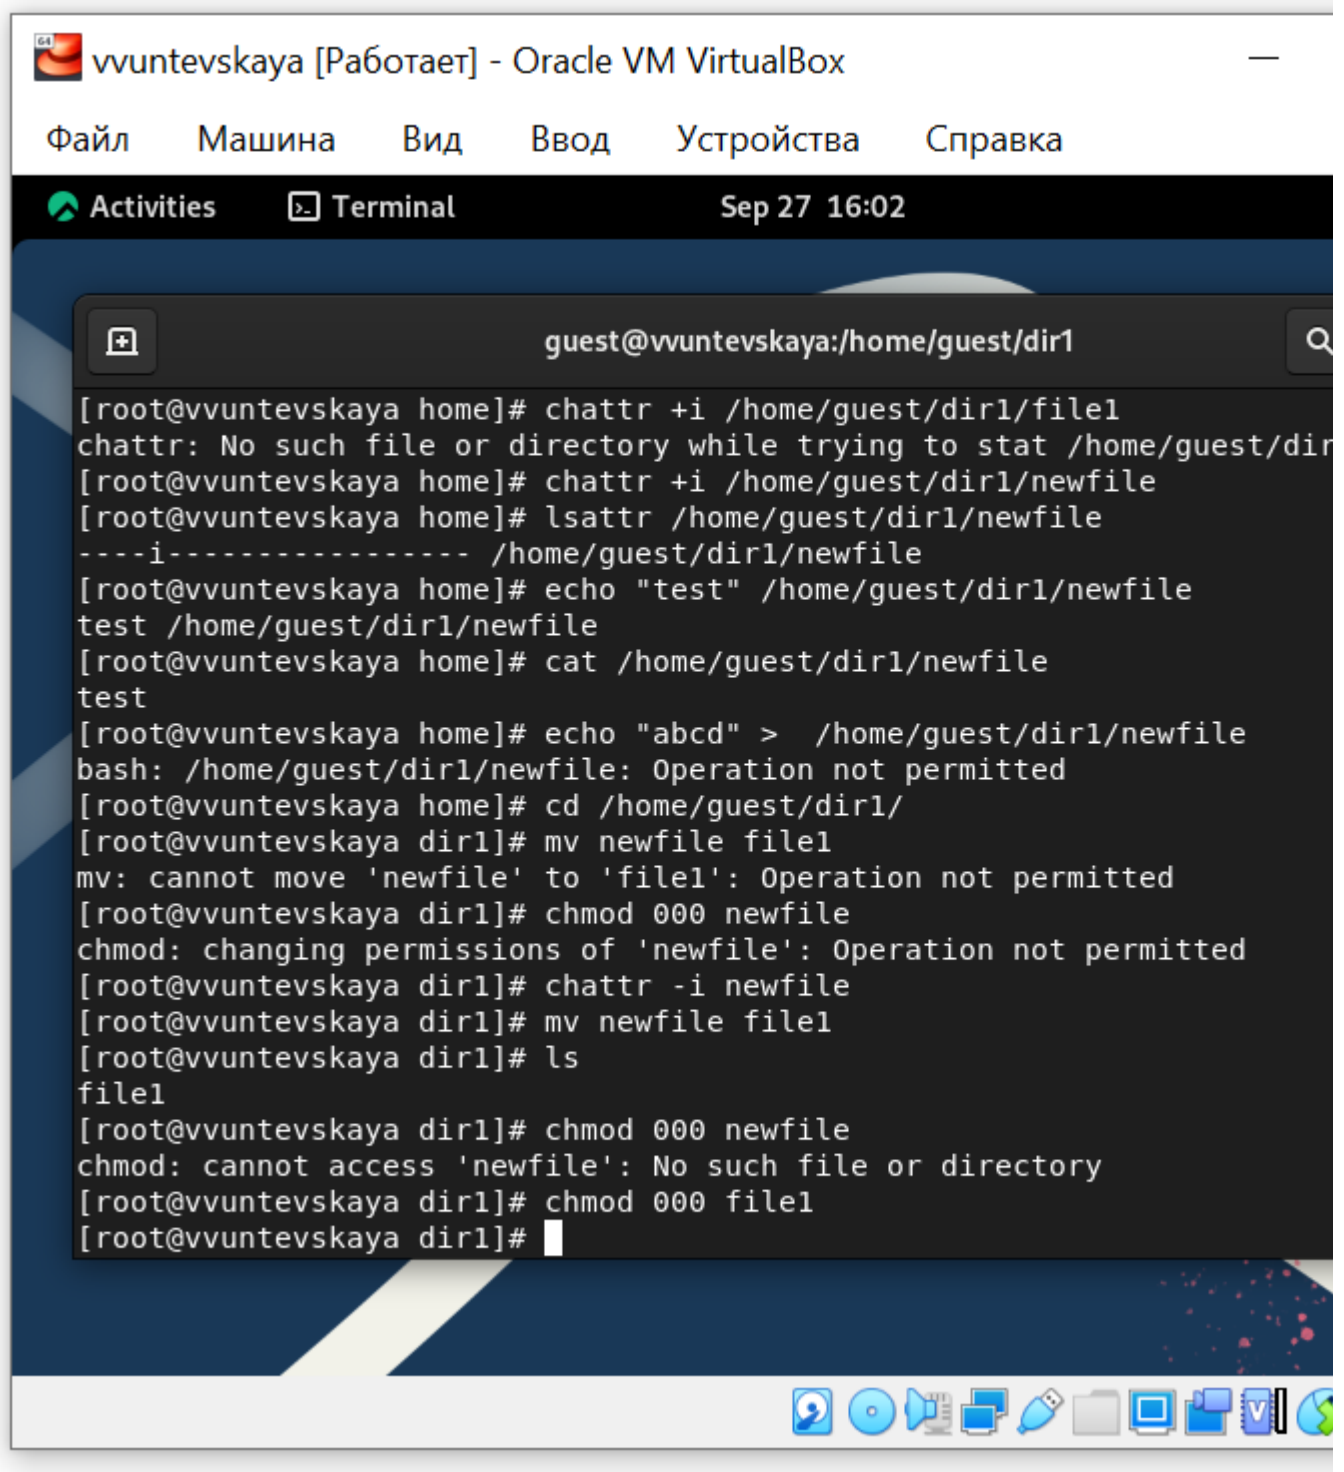 64
vvuntevskaya [Работает] - Oracle VM VirtualBox
Файл Машина Вид Ввод Устройства Справка
Activities Terminal Sep 27 16:02
guest@vvuntevskaya:/home/guest/dir1
[root@vvuntevskaya home]# chattr +i /home/guest/dir1/file1
chattr: No such file or directory while trying to stat /home/guest/dir
[root@vvuntevskaya home]# chattr +i /home/guest/dir1/newfile
[root@vvuntevskaya home]# lsattr /home/guest/dir1/newfile
----i----------------- /home/guest/dir1/newfile
[root@vvuntevskaya home]# echo "test" /home/guest/dir1/newfile
test /home/guest/dir1/newfile
[root@vvuntevskaya home]# cat /home/guest/dir1/newfile
test
[root@vvuntevskaya home]# echo "abcd" >  /home/guest/dir1/newfile
bash: /home/guest/dir1/newfile: Operation not permitted
[root@vvuntevskaya home]# cd /home/guest/dir1/
[root@vvuntevskaya dir1]# mv newfile file1
mv: cannot move 'newfile' to 'file1': Operation not permitted
[root@vvuntevskaya dir1]# chmod 000 newfile
chmod: changing permissions of 'newfile': Operation not permitted
[root@vvuntevskaya dir1]# chattr -i newfile
[root@vvuntevskaya dir1]# mv newfile file1
[root@vvuntevskaya dir1]# ls
file1
[root@vvuntevskaya dir1]# chmod 000 newfile
chmod: cannot access 'newfile': No such file or directory
[root@vvuntevskaya dir1]# chmod 000 file1
[root@vvuntevskaya dir1]#
V